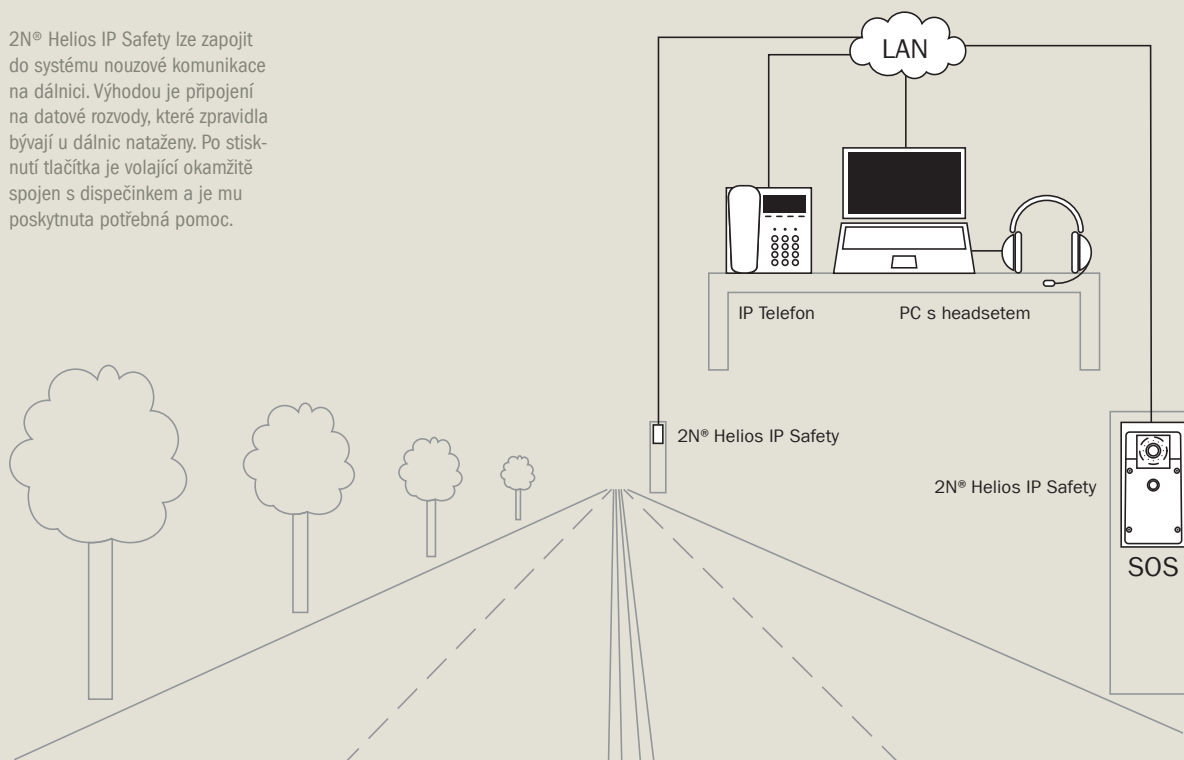 2N® Helios IP Safety lze zapojit
do systému nouzové komunikace
na dálnici. Výhodou je připojení
na datové rozvody, které zpravidla
bývají u dálnic nataženy. Po stisk-
nutí tlačítka je volající okamžitě
spojen s dispečinkem a je mu
poskytnuta potřebná pomoc.
LAN
IP Telefon
PC s headsetem
2N® Helios IP Safety
2N® Helios IP Safety
SOS